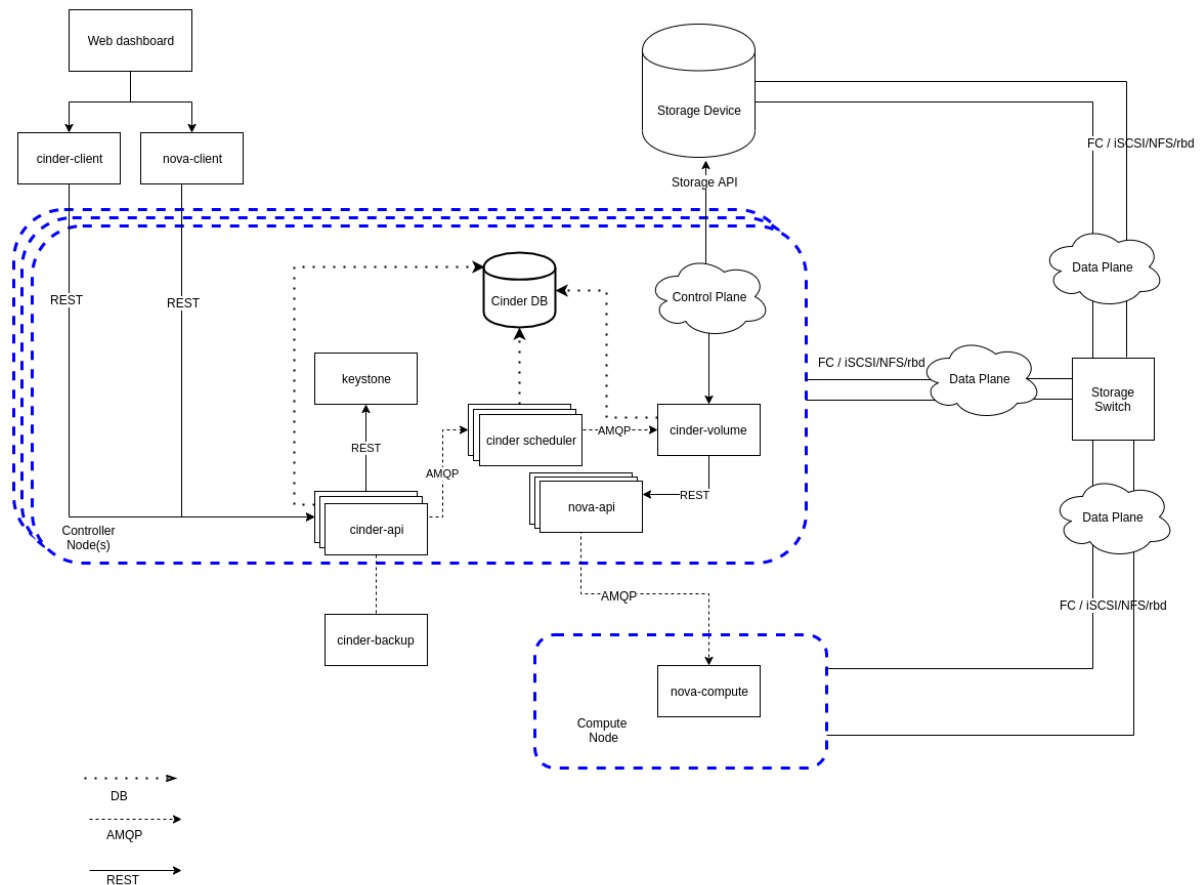 Web dashboard
cinder-client
nova-client
Storage Device
Storage API
FC / iSCSI/NFS/rbd
Data Plane
REST
REST
Cinder DB
Control Plane
keystone
FC / iSCSI/NFS/rbd
Data Plane
Storage
Switch
REST
AMQP
cinder scheduler
AMQP
cinder-volume
REST
nova-api
cinder-api
Controller
Node(s)
Data Plane
AMQP
FC / iSCSI/NFS/rbd
cinder-backup
nova-compute
Compute
Node
DB
AMQP
REST